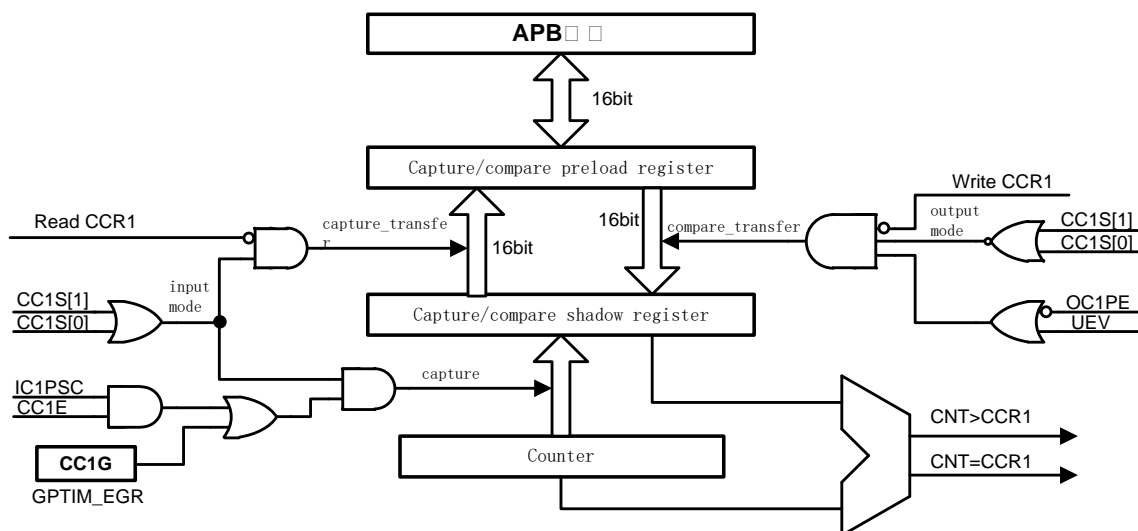 APB
16bit
Capture/compare preload register
Write CCR1
Read CCR1
capture_transfe
r
16bit
16bit
compare_transfer
output
mode
CC1S[1]
CC1S[0]
CC1S[1]
CC1S[0]
input
mode
Capture/compare shadow register
OC1PE
UEV
IC1PSC
CC1E
capture
CC1G
GPTIM_EGR
Counter
CNT>CCR1
CNT=CCR1